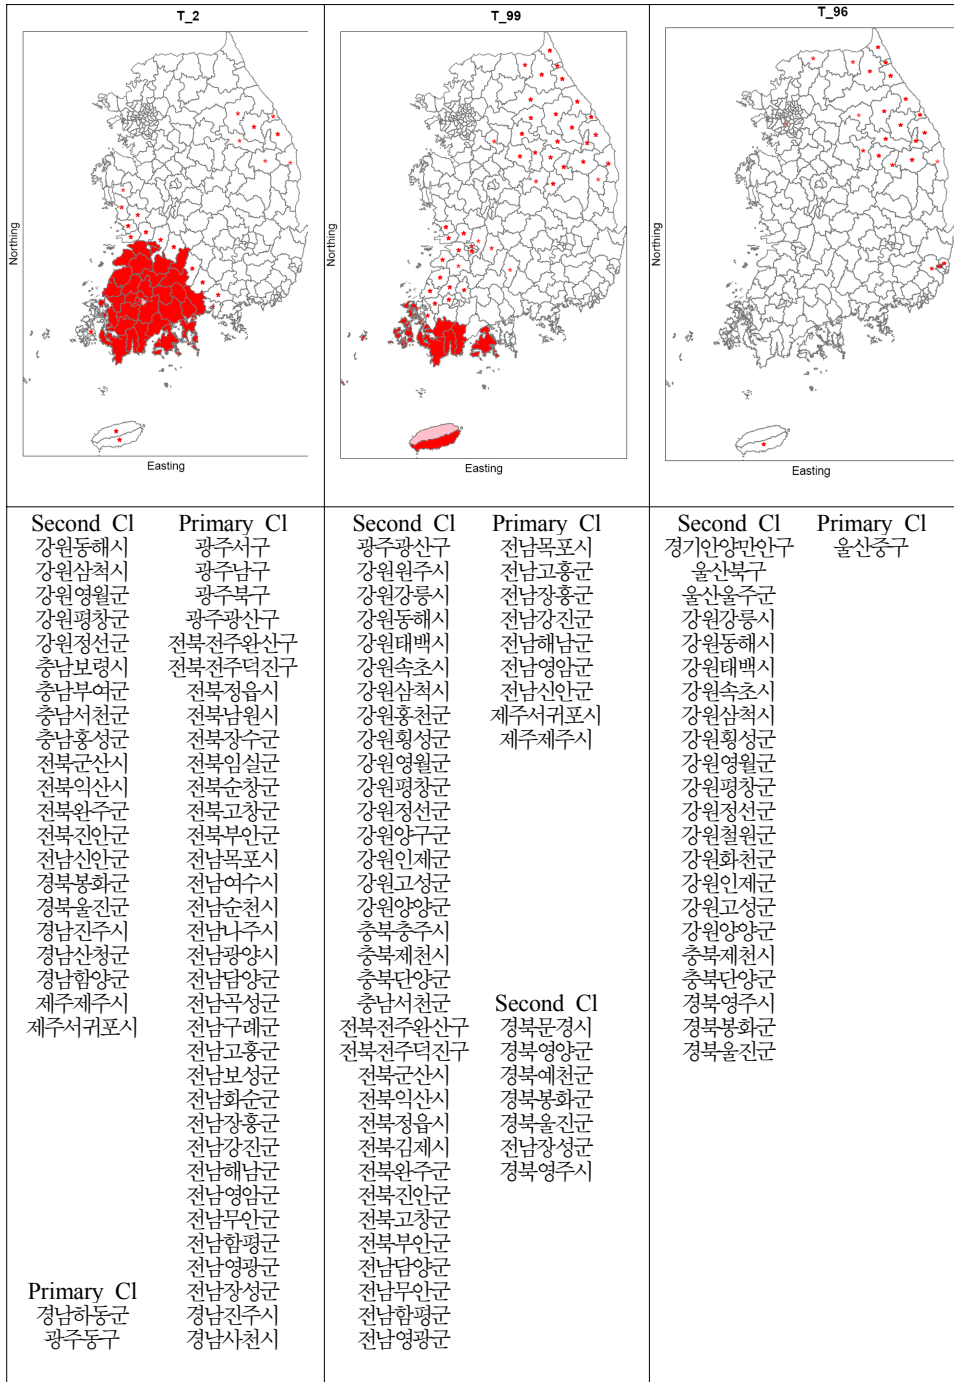 T_2
T_99
T_96
Northing
Easting
Northing
Easting
Northing
Easting
Second Cl
강원동해시
강원삼척시
강원영월군
강원평창군
강원정선군
충남보령시
충남부여군
충남서천군
충남홍성군
전북군산시
전북익산시
전북완주군
전북진안군
전남신안군
경북봉화군
경북울진군
경남진주시
경남산청군
경남함양군
제주제주시
제주서귀포시
Primary Cl
경남하동군
광주동구
Primary Cl
광주서구
광주남구
광주북구
광주광산구
전북전주완산구
전북전주덕진구
전북정읍시
전북남원시
전북장수군
전북임실군
전북순창군
전북고창군
전북부안군
전남목포시
전남여수시
전남순천시
전남나주시
전남광양시
전남담양군
전남곡성군
전남구례군
전남고흥군
전남보성군
전남화순군
전남장흥군
전남강진군
전남해남군
전남영암군
전남무안군
전남함평군
전남영광군
전남장성군
경남진주시
경남사천시
Second Cl
광주광산구
강원원주시
강원강릉시
강원동해시
강원태백시
강원속초시
강원삼척시
강원홍천군
강원횡성군
강원영월군
강원평창군
강원정선군
강원양구군
강원인제군
강원고성군
강원양양군
충북충주시
충북제천시
충북단양군
충남서천군
전북전주완산구
전북전주덕진구
전북군산시
전북익산시
전북정읍시
전북김제시
전북완주군
전북진안군
전북고창군
전북부안군
전남담양군
전남무안군
전남함평군
전남영광군
Primary Cl
전남목포시
전남고흥군
전남장흥군
전남강진군
전남해남군
전남영암군
전남신안군
제주서귀포시
제주제주시
Second Cl
경북문경시
경북영양군
경북예천군
경북봉화군
경북울진군
전남장성군
경북영주시
Second Cl
경기안양만안구
울산북구
울산울주군
강원강릉시
강원동해시
강원태백시
강원속초시
강원삼척시
강원횡성군
강원영월군
강원평창군
강원정선군
강원철원군
강원화천군
강원인제군
강원고성군
강원양양군
충북제천시
충북단양군
경북영주시
경북봉화군
경북울진군
Primary Cl
울산중구